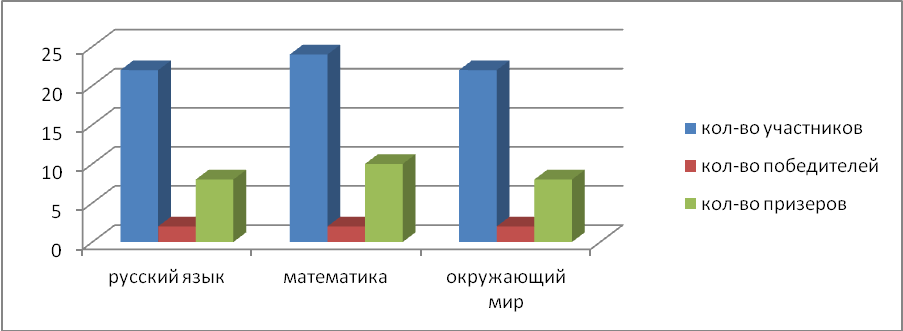 25
20
15
10
5
0
русский язык
математика
окружающий
мир
кол-во участников
кол-во победителей
кол-во призеров